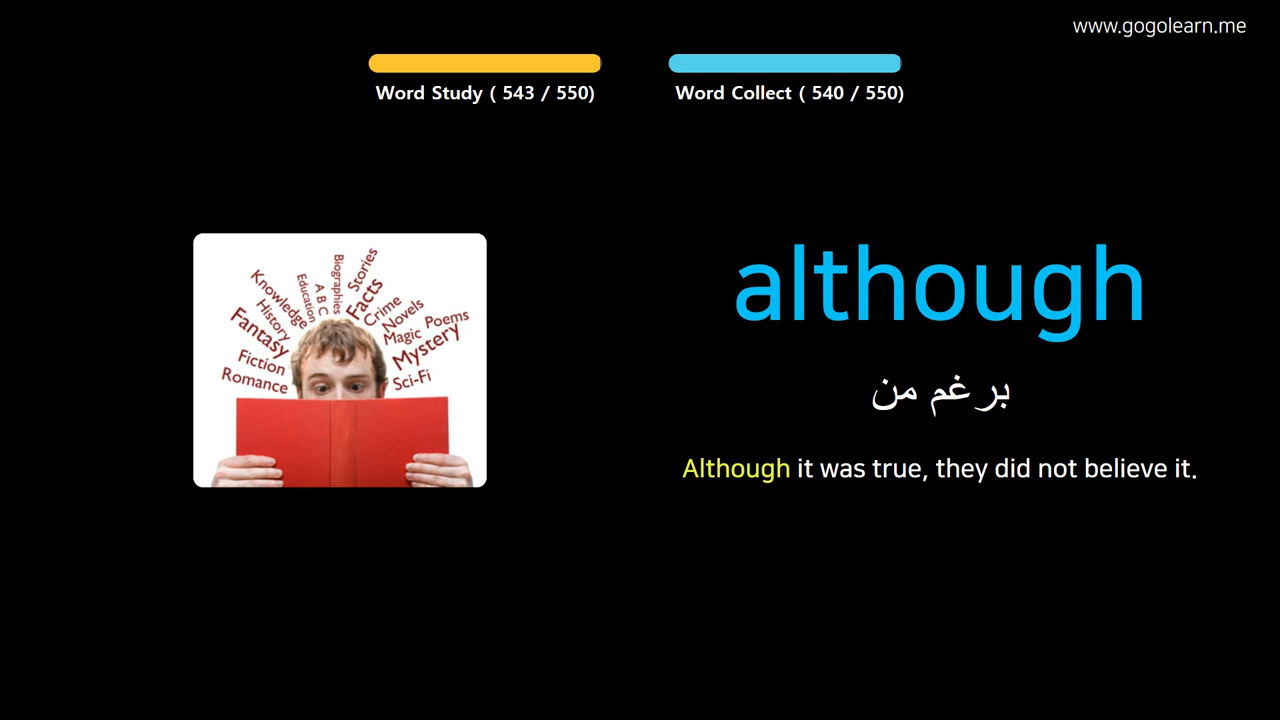 www.gogolearn.me
Word Study ( 543 / 550)
Word Collect ( 540 / 550)
Stories
Biographies
Facts
A B C
Education
Knowledge
History
Crime
Novels
Fantasy
Poems
Magic
Mystery
Fiction
Romance
Sci-Fi
although
برغم من
Although it was true, they did not believe it.